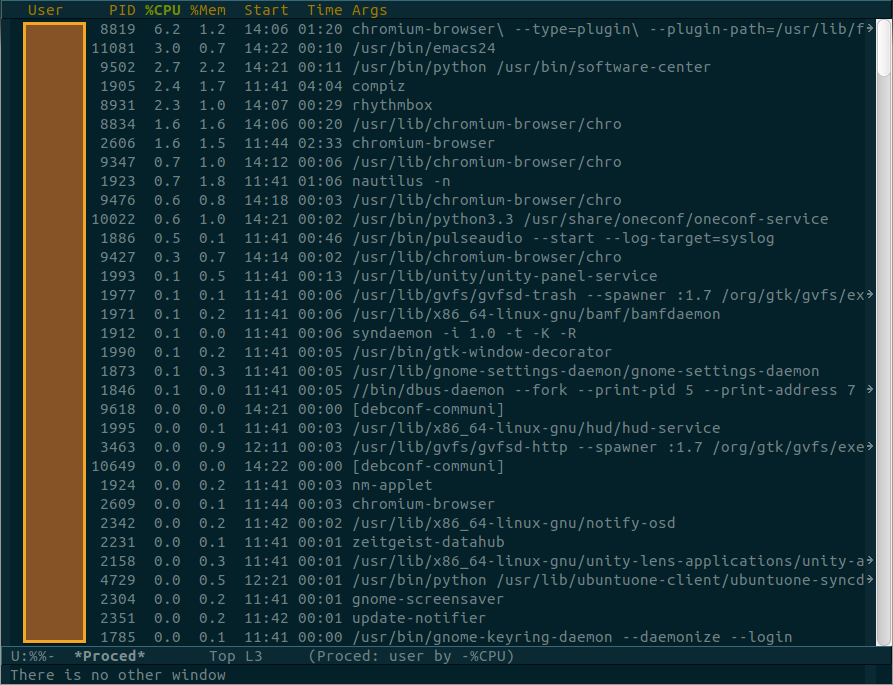 User PID %CPU %Mem Start Time Args
8819 6.2 1.2 14:06 01:20 chromium-browser\ --type=plugin\ --plugin-path=/usr/lib/f
11081 3.0 0.7 14:22 00:10 /usr/bin/emacs24
9502 2.7 2.2 14:21 00:11 /usr/bin/python /usr/bin/software-center
1905 2.4 1.7 11:41 04:04 compiz
8931 2.3 1.0 14:07 00:29 rhythmbox
8834 1.6 1.6 14:06 00:20 /usr/lib/chromium-browser/chro
2606 1.6 1.5 11:44 02:33 chromium-browser
9347 0.7 1.0 14:12 00:06 /usr/lib/chromium-browser/chro
1923 0.7 1.8 11:41 01:06 nautilus -n
9476 0.6 0.8 14:18 00:03 /usr/lib/chromium-browser/chro
10022 0.6 1.0 14:21 00:02 /usr/bin/python3.3 /usr/share/oneconf/oneconf-service
1886 0.5 0.1 11:41 00:46 /usr/bin/pulseaudio --start --log-target=syslog
9427 0.3 0.7 14:14 00:02 /usr/lib/chromium-browser/chro
1993 0.1 0.5 11:41 00:13 /usr/lib/unity/unity-panel-service
1977 0.1 0.1 11:41 00:06 /usr/lib/gvfs/gvfsd-trash --spawner :1.7 /org/gtk/gvfs/ex
1971 0.1 0.2 11:41 00:06 /usr/lib/x86_64-linux-gnu/bamf/bamfdaemon
1912 0.1 0.0 11:41 00:06 syndaemon -i 1.0 -t -K -R
1990 0.1 0.2 11:41 00:05 /usr/bin/gtk-window-decorator
1873 0.1 0.3 11:41 00:05 /usr/lib/gnome-settings-daemon/gnome-settings-daemon
1846 0.1 0.0 11:41 00:05 //bin/dbus-daemon --fork --print-pid 5 --print-address 7
9618 0.0 0.0 14:21 00:00 [debconf-communi]
1995 0.0 0.1 11:41 00:03 /usr/lib/x86_64-linux-gnu/hud/hud-service
3463 0.0 0.9 12:11 00:03 /usr/lib/gvfs/gvfsd-http --spawner :1.7 /org/gtk/gvfs/exe
10649 0.0 0.0 14:22 00:00 [debconf-communi]
1924 0.0 0.2 11:41 00:03 nm-applet
2609 0.0 0.1 11:44 00:03 chromium-browser
2342 0.0 0.2 11:42 00:02 /usr/lib/x86_64-linux-gnu/notify-osd
2231 0.0 0.1 11:41 00:01 zeitgeist-datahub
2158 0.0 0.3 11:41 00:01 /usr/lib/x86_64-linux-gnu/unity-lens-applications/unity-a
4729 0.0 0.5 12:21 00:01 /usr/bin/python /usr/lib/ubuntuone-client/ubuntuone-syncd
2304 0.0 0.2 11:41 00:01 gnome-screensaver
2351 0.0 0.2 11:42 00:01 update-notifier
1785 0.0 0.1 11:41 00:00 /usr/bin/gnome-keyring-daemon --daemonize --login
U:%%- *Proced* Top L3 (Proced: user by -%CPU)
There is no other window